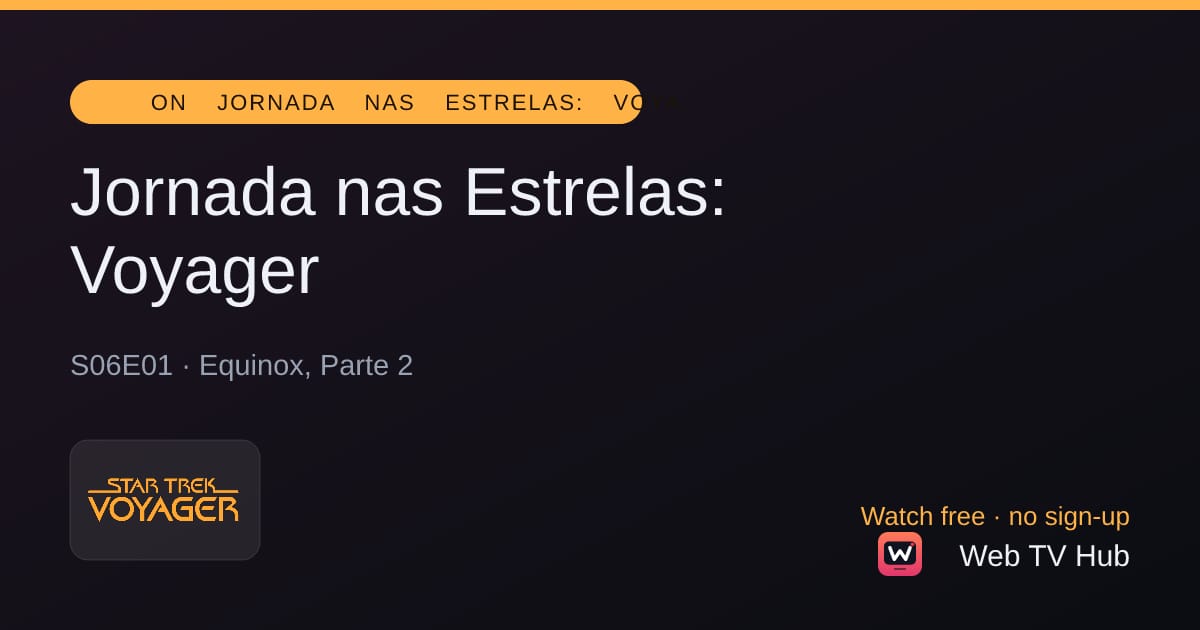 ON JORNADA NAS ESTRELAS:
Jornada nas Estrelas:
Voyager
S06E01 · Equinox, Parte 2
STAR TREK
VOYAGER
Watch free · no sign-up
W
Web TV Hub